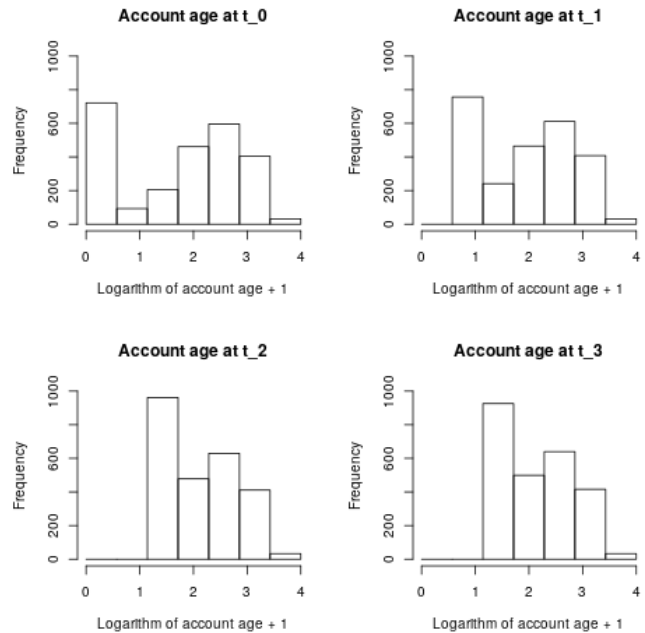 Account age at t_0
Frequency
1000
600
200
0
0 1 2 3 4
Logarithm of account age + 1
Account age at t_1
Frequency
1000
600
200
0
0 1 2 3 4
Logarithm of account age + 1
Account age at t_2
Frequency
1000
600
200
0
0 1 2 3 4
Logarithm of account age + 1
Account age at t_3
Frequency
1000
600
200
0
0 1 2 3 4
Logarithm of account age + 1